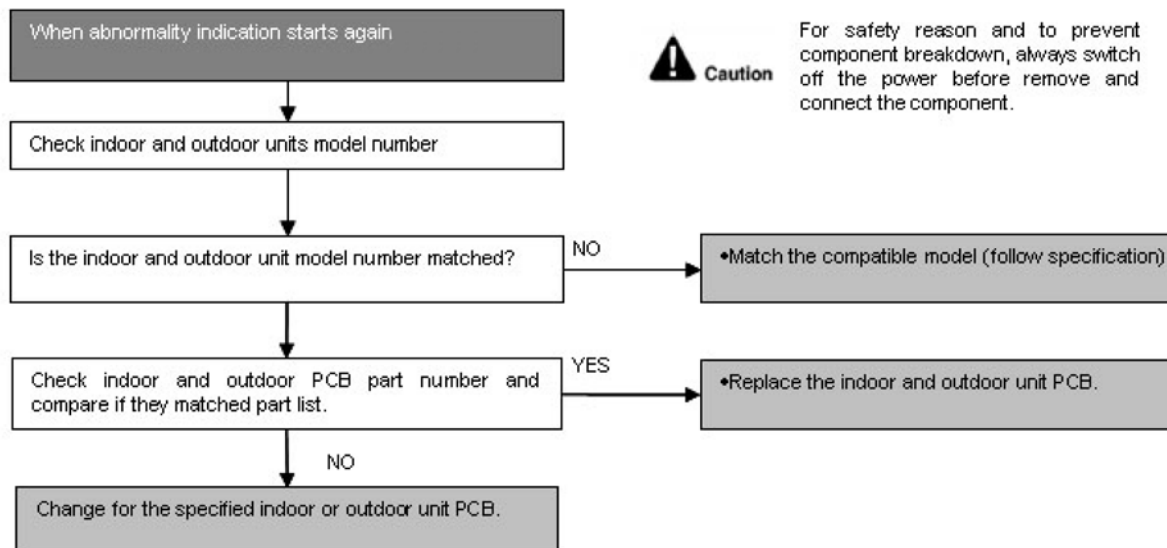 When abnormality indication starts again
For safety reason and to prevent
component breakdown, always switch
off the power before remove and
connect the component.
Caution
Check indoor and outdoor units model number
Is the indoor and outdoor unit model number matched?
NO
•Match the compatible model (follow specification)
Check indoor and outdoor PCB part number and
compare if they matched part list.
YES
•Replace the indoor and outdoor unit PCB.
NO
Change for the specified indoor or outdoor unit PCB.